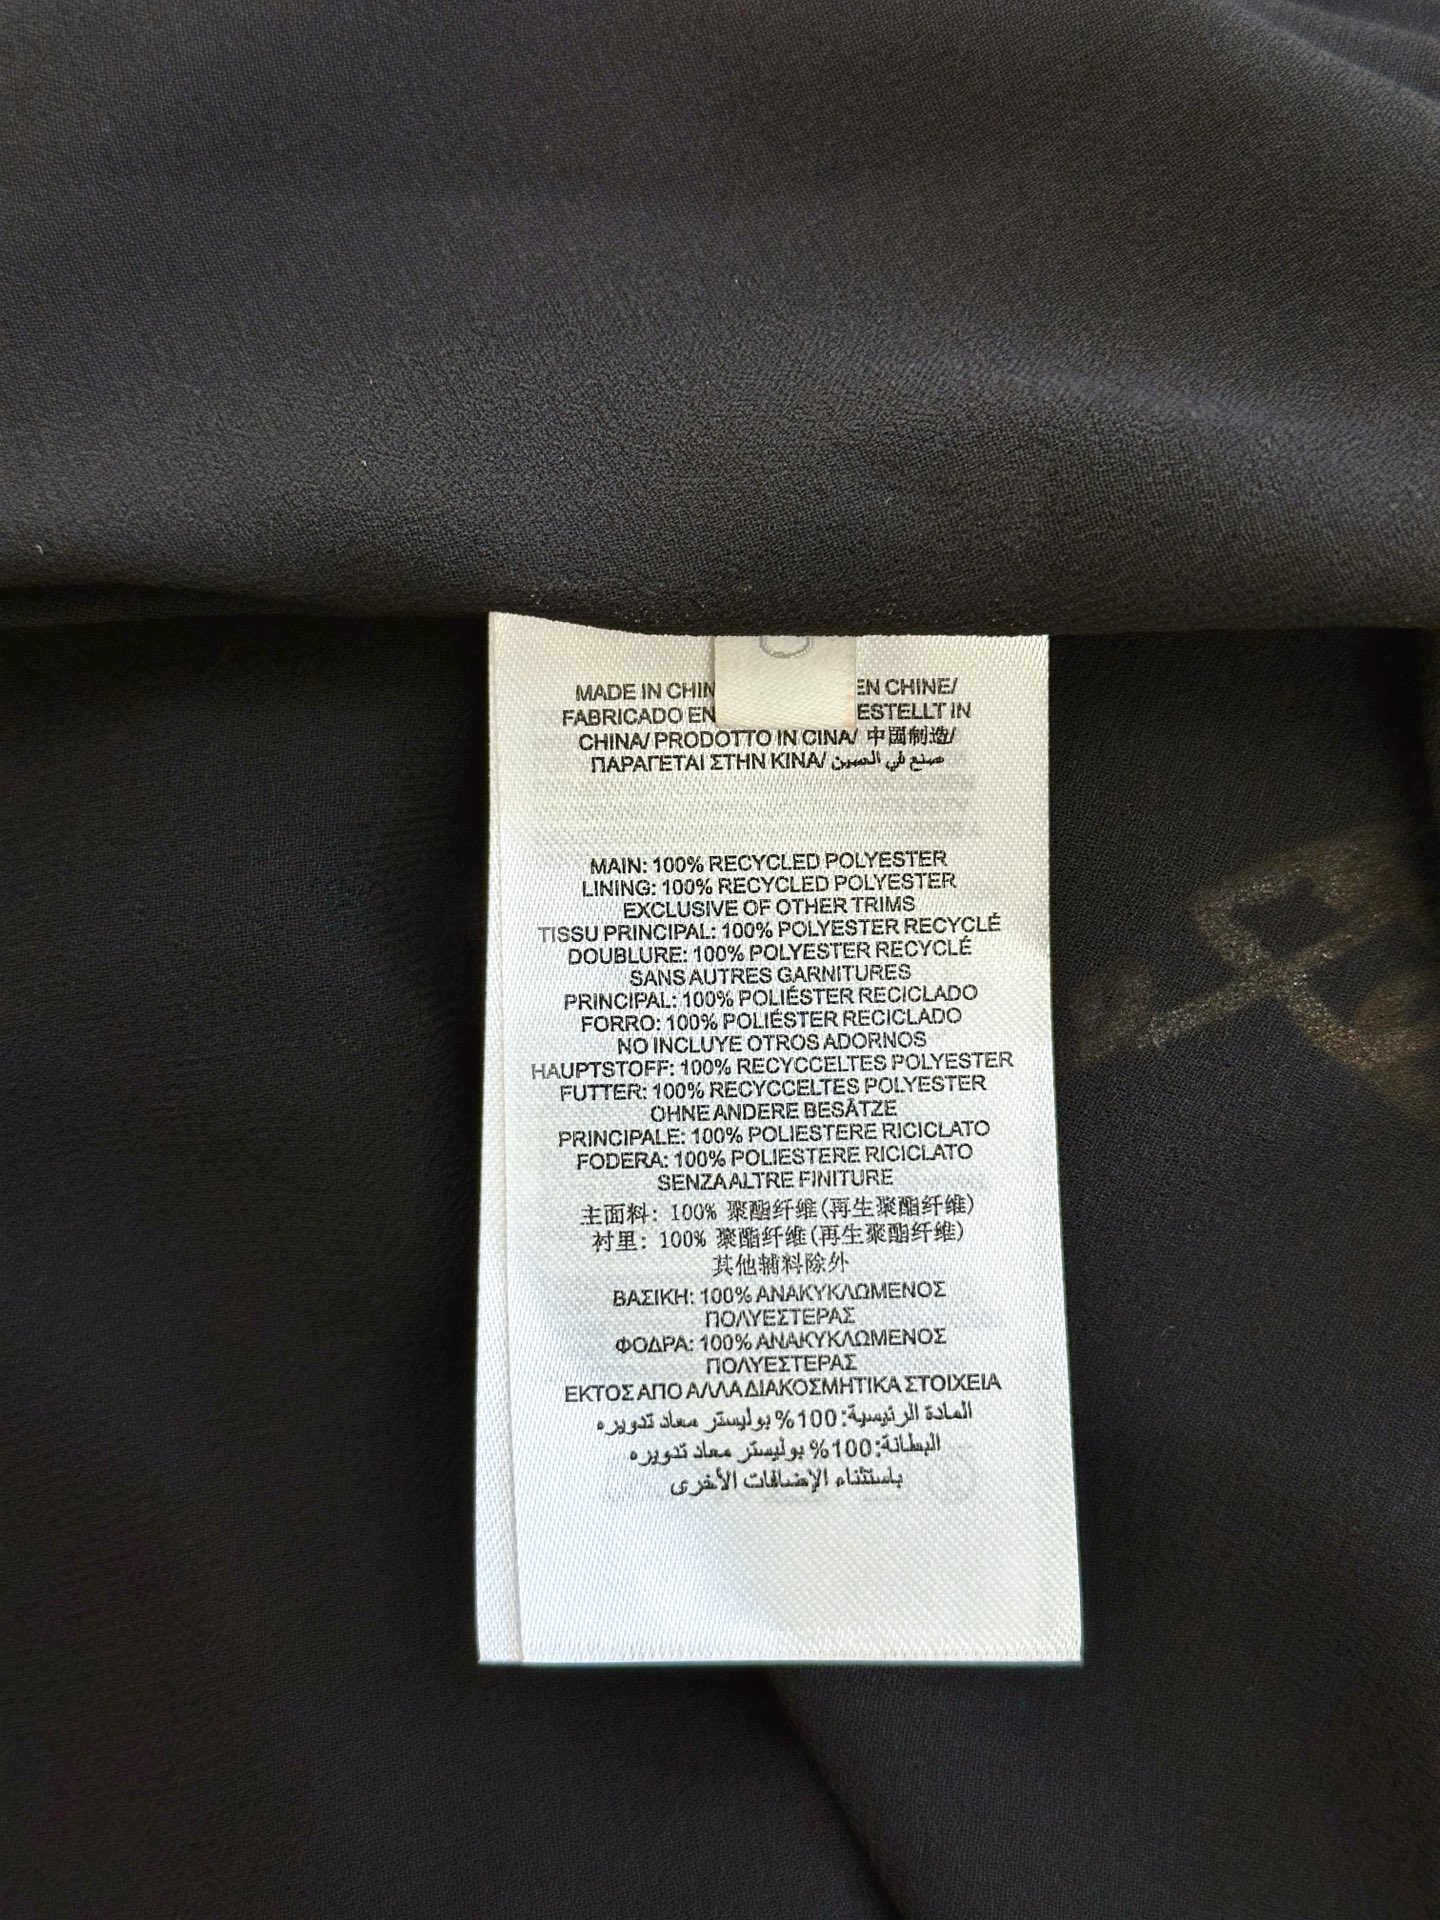 0
MADE IN CHIN EN CHINE/
FABRICADO EN ESTELLT IN
CHINA/ PRODOTTO IN CINA/ 中國制造/
ΠΑΡΑΓΕΤΑΙ ΣΤΗΝ ΚΙΝΑ/ صنع في الصين
MAIN: 100% RECYCLED POLYESTER
LINING: 100% RECYCLED POLYESTER
EXCLUSIVE OF OTHER TRIMS
TISSU PRINCIPAL: 100% POLYESTER RECYCLÉ
DOUBLURE: 100% POLYESTER RECYCLÉ
SANS AUTRES GARNITURES
PRINCIPAL: 100% POLIÉSTER RECICLADO
FORRO: 100% POLIÉSTER RECICLADO
NO INCLUYE OTROS ADORNOS
HAUPTSTOFF: 100% RECYCCELTES POLYESTER
FUTTER: 100% RECYCCELTES POLYESTER
OHNE ANDERE BESÄTZE
PRINCIPALE: 100% POLIESTERE RICICLATO
FODERA: 100% POLIESTERE RICICLATO
SENZA ALTRE FINITURE
主面料: 100% 聚酯纤维(再生聚酯纤维)
衬里: 100% 聚酯纤维(再生聚酯纤维)
其他辅料除外
ΒΑΣΙΚΗ: 100% ΑΝΑΚΥΚΛΩΜΕΝΟΣ
ΠΟΛΥΕΣΤΕΡΑΣ
ΦΟΔΡΑ: 100% ΑΝΑΚΥΚΛΩΜΕΝΟΣ
ΠΟΛΥΕΣΤΕΡΑΣ
ΕΚΤΟΣ ΑΠΟ ΑΛΛΑ ΔΙΑΚΟΣΜΗΤΙΚΑ ΣΤΟΙΧΕΙΑ
المادة الرئيسية: 100% بوليستر معاد تدويره
البطانة: 100% بوليستر معاد تدويره
باستثناء الإضافات الأخرى